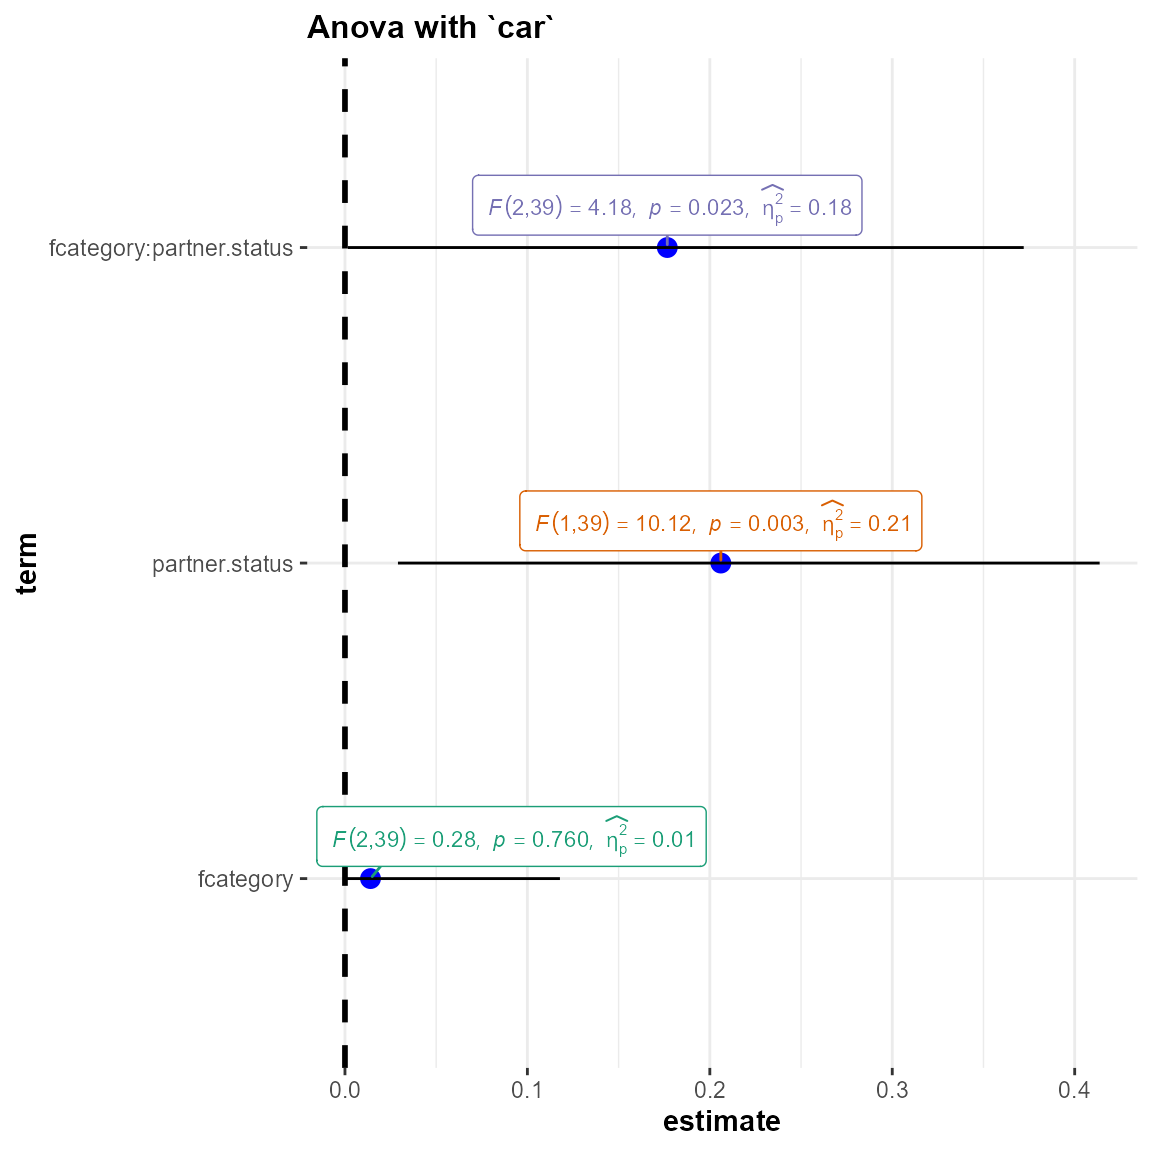 Anova with `car`
F(2,39) = 4.18, p = 0.023, η̂²ₚ = 0.18
fcategory:partner.status
F(1,39) = 10.12, p = 0.003, η̂²ₚ = 0.21
partner.status
term
F(2,39) = 0.28, p = 0.760, η̂²ₚ = 0.01
fcategory
0.0 0.1 0.2 0.3 0.4
estimate